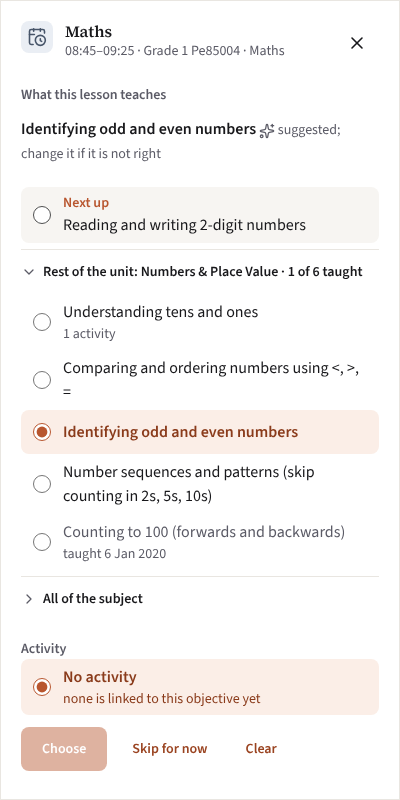 Maths
08:45–09:25 · Grade 1 Pe85004 · Maths
What this lesson teaches
Identifying odd and even numbers suggested;
change it if it is not right
Next up
Reading and writing 2-digit numbers
Rest of the unit: Numbers & Place Value · 1 of 6 taught
Understanding tens and ones
1 activity
Comparing and ordering numbers using <, >,
=
Identifying odd and even numbers
Number sequences and patterns (skip
counting in 2s, 5s, 10s)
Counting to 100 (forwards and backwards)
taught 6 Jan 2020
All of the subject
Activity
No activity
none is linked to this objective yet
Choose Skip for now Clear